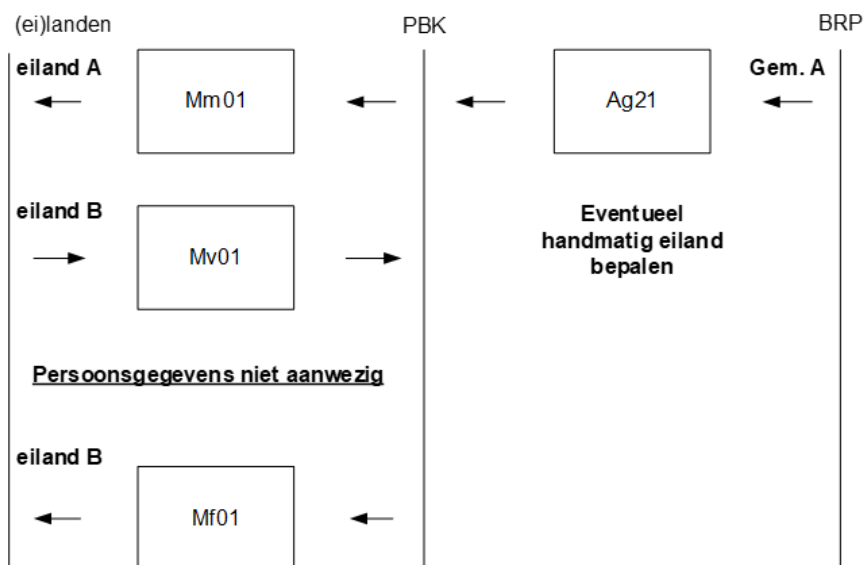 (ei)landen PBK BRP
eiland A Gem. A
Mm01 Ag21
eiland B
Mv01
Eventueel
handmatig eiland
bepalen
Persoonsgegevens niet aanwezig
eiland B
Mf01